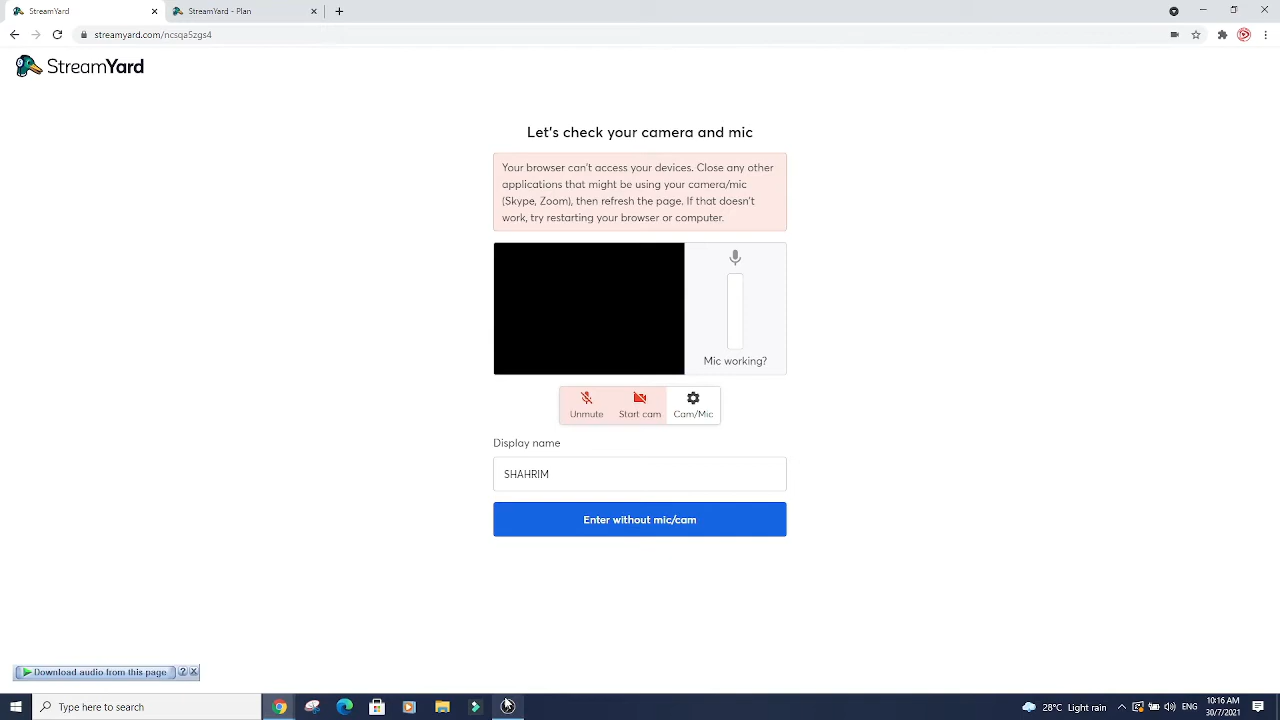 StreamYard
StreamYard - Plan
streamyard.com/ncsqa5zgs4
StreamYard
Let's check your camera and mic
Your browser can't access your devices. Close any other
applications that might be using your camera/mic
(Skype, Zoom), then refresh the page. If that doesn't
work, try restarting your browser or computer.
Mic working?
Unmute
Start cam
Cam/Mic
Display name
SHAHRIM
Enter without mic/cam
Download audio from this page
?
Type here to search
28°C Light rain
ENG
10:16 AM
30/7/2021